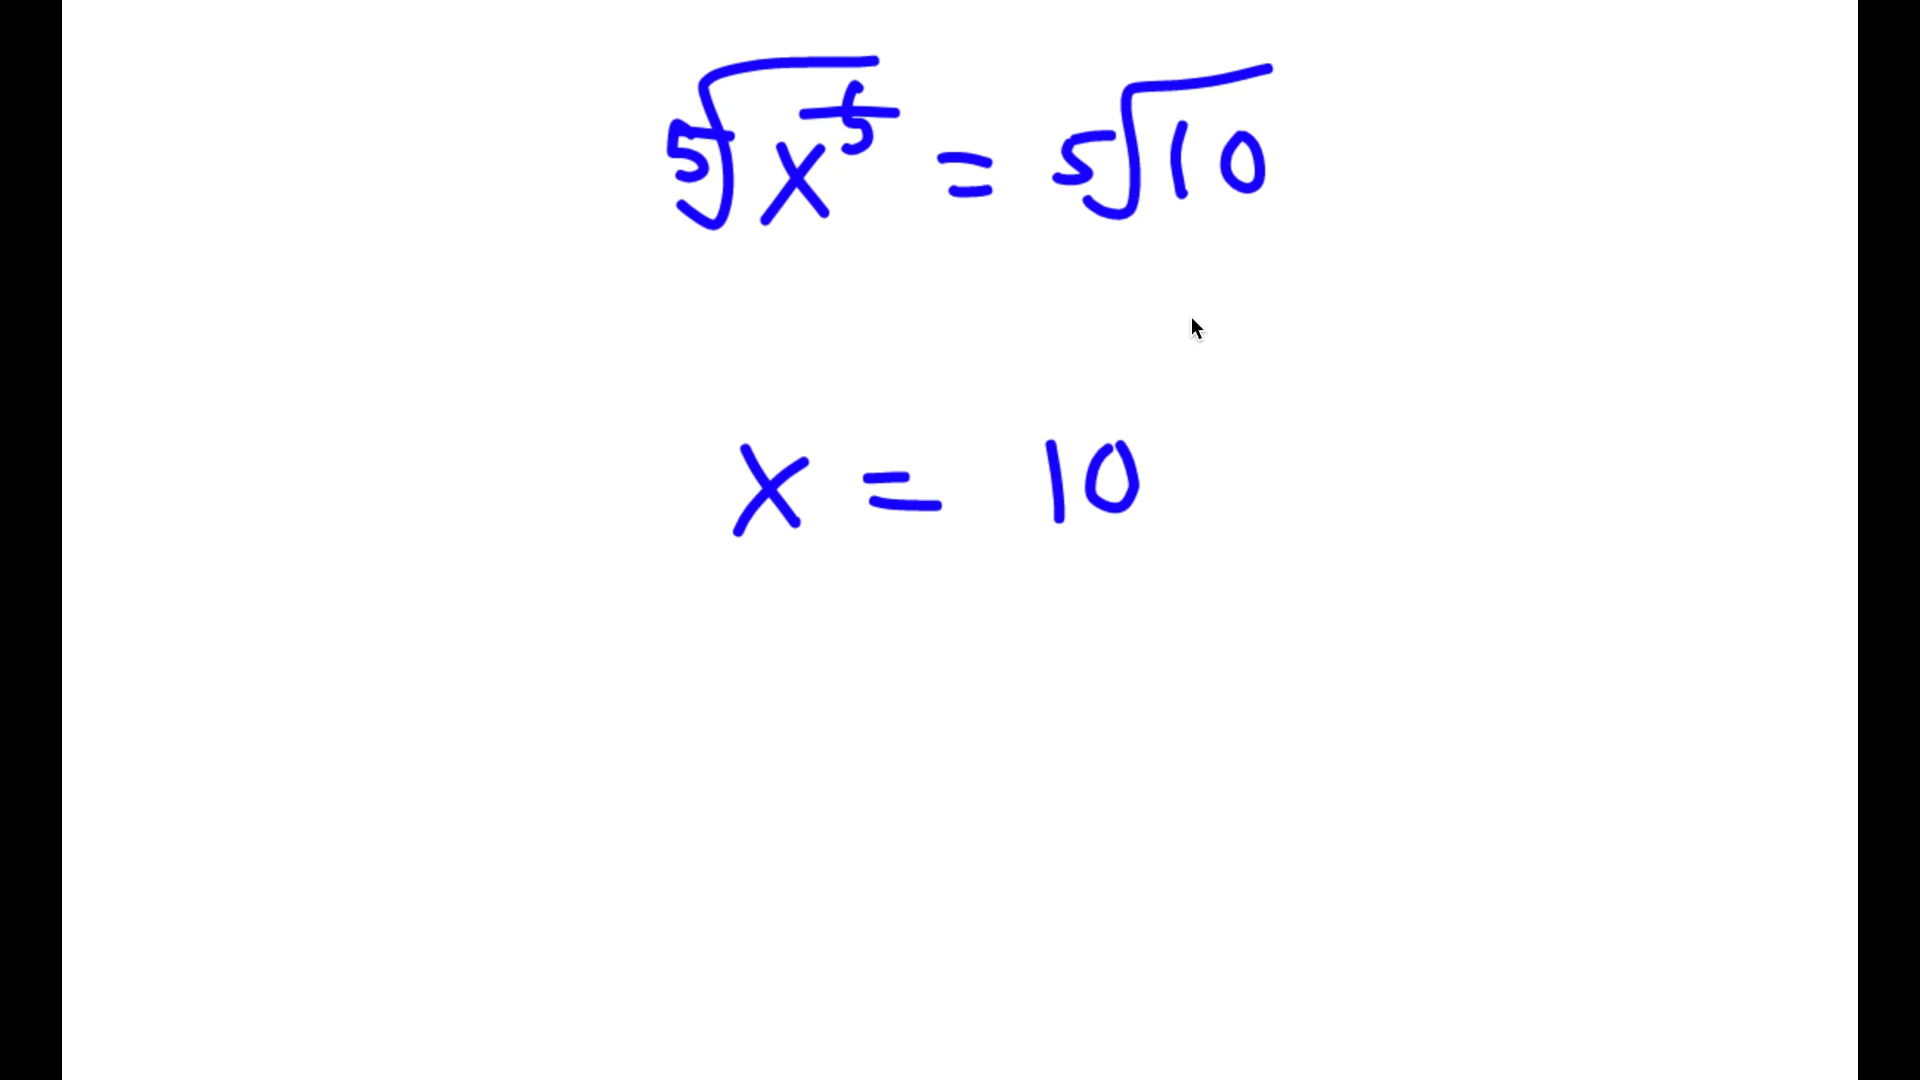 ⁵√x⁵ = ⁵√10
x = 10